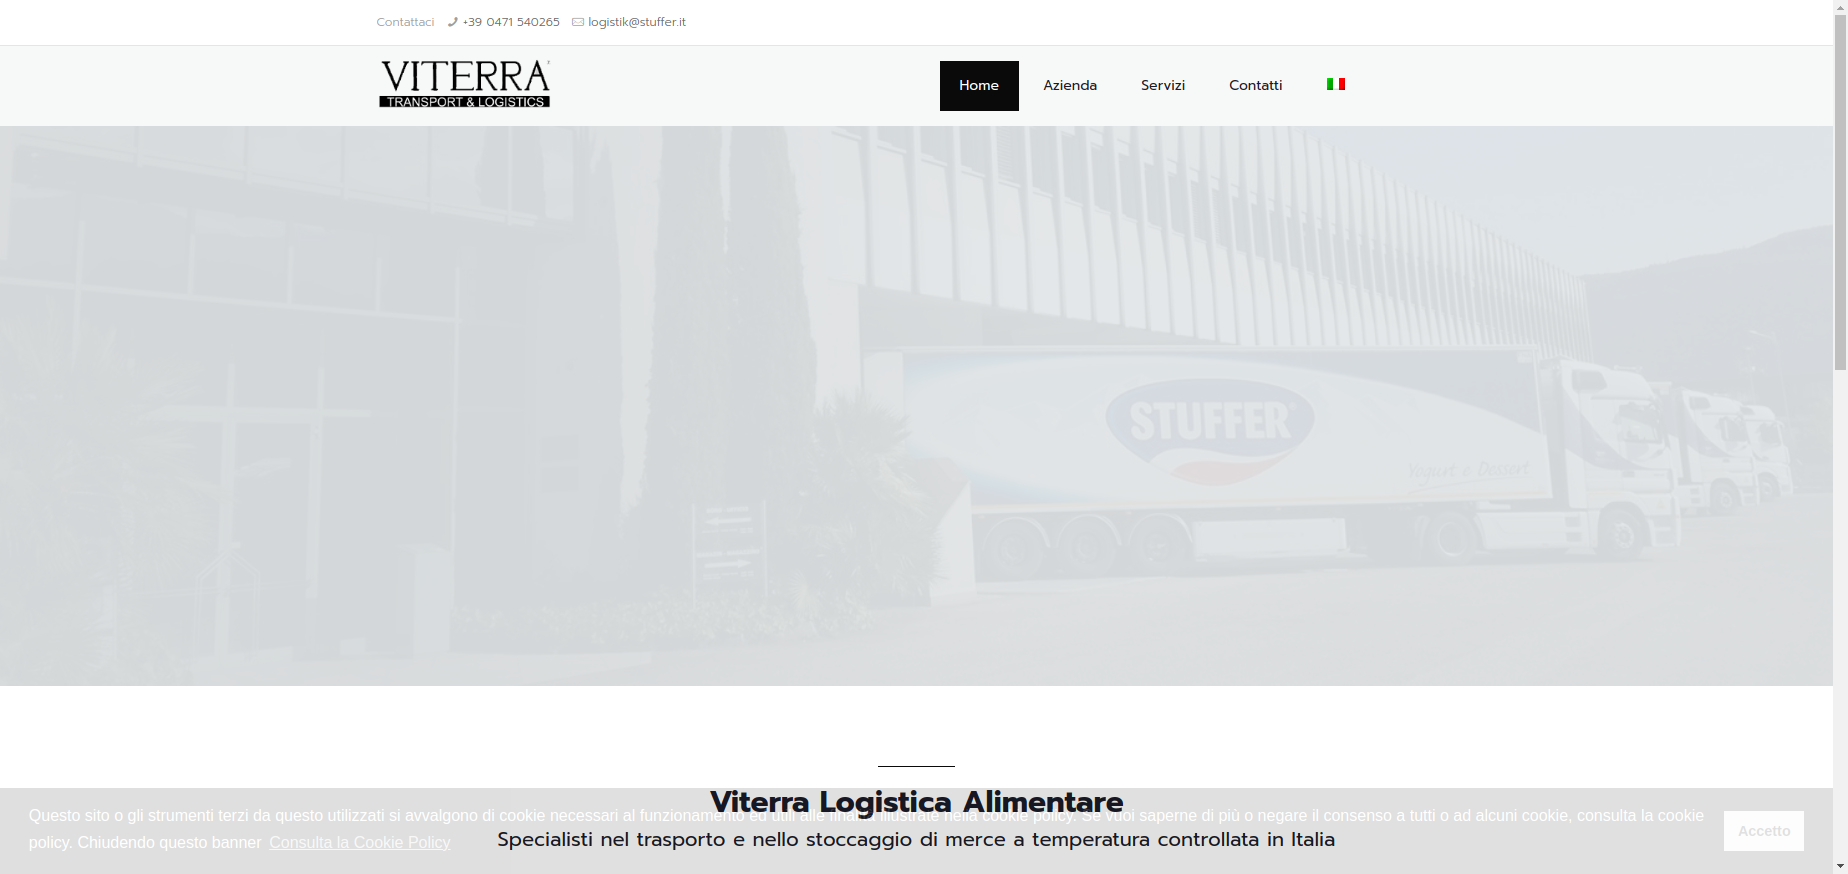 Contattaci +39 0471 540265 logistik@stuffer.it
VITERRA
TRANSPORT & LOGISTICS
Home Azienda Servizi Contatti
STUFFER
Yogurt e Dessert
Viterra Logistica Alimentare
Questo sito o gli strumenti terzi da questo utilizzati si avvalgono di cookie necessari al funzionamento ed utili alle finalità illustrate nella cookie policy. Se vuoi saperne di più o negare il consenso a tutti o ad alcuni cookie, consulta la cookie
policy. Chiudendo questo banner Consulta la Cookie Policy
Accetto
Specialisti nel trasporto e nello stoccaggio di merce a temperatura controllata in Italia